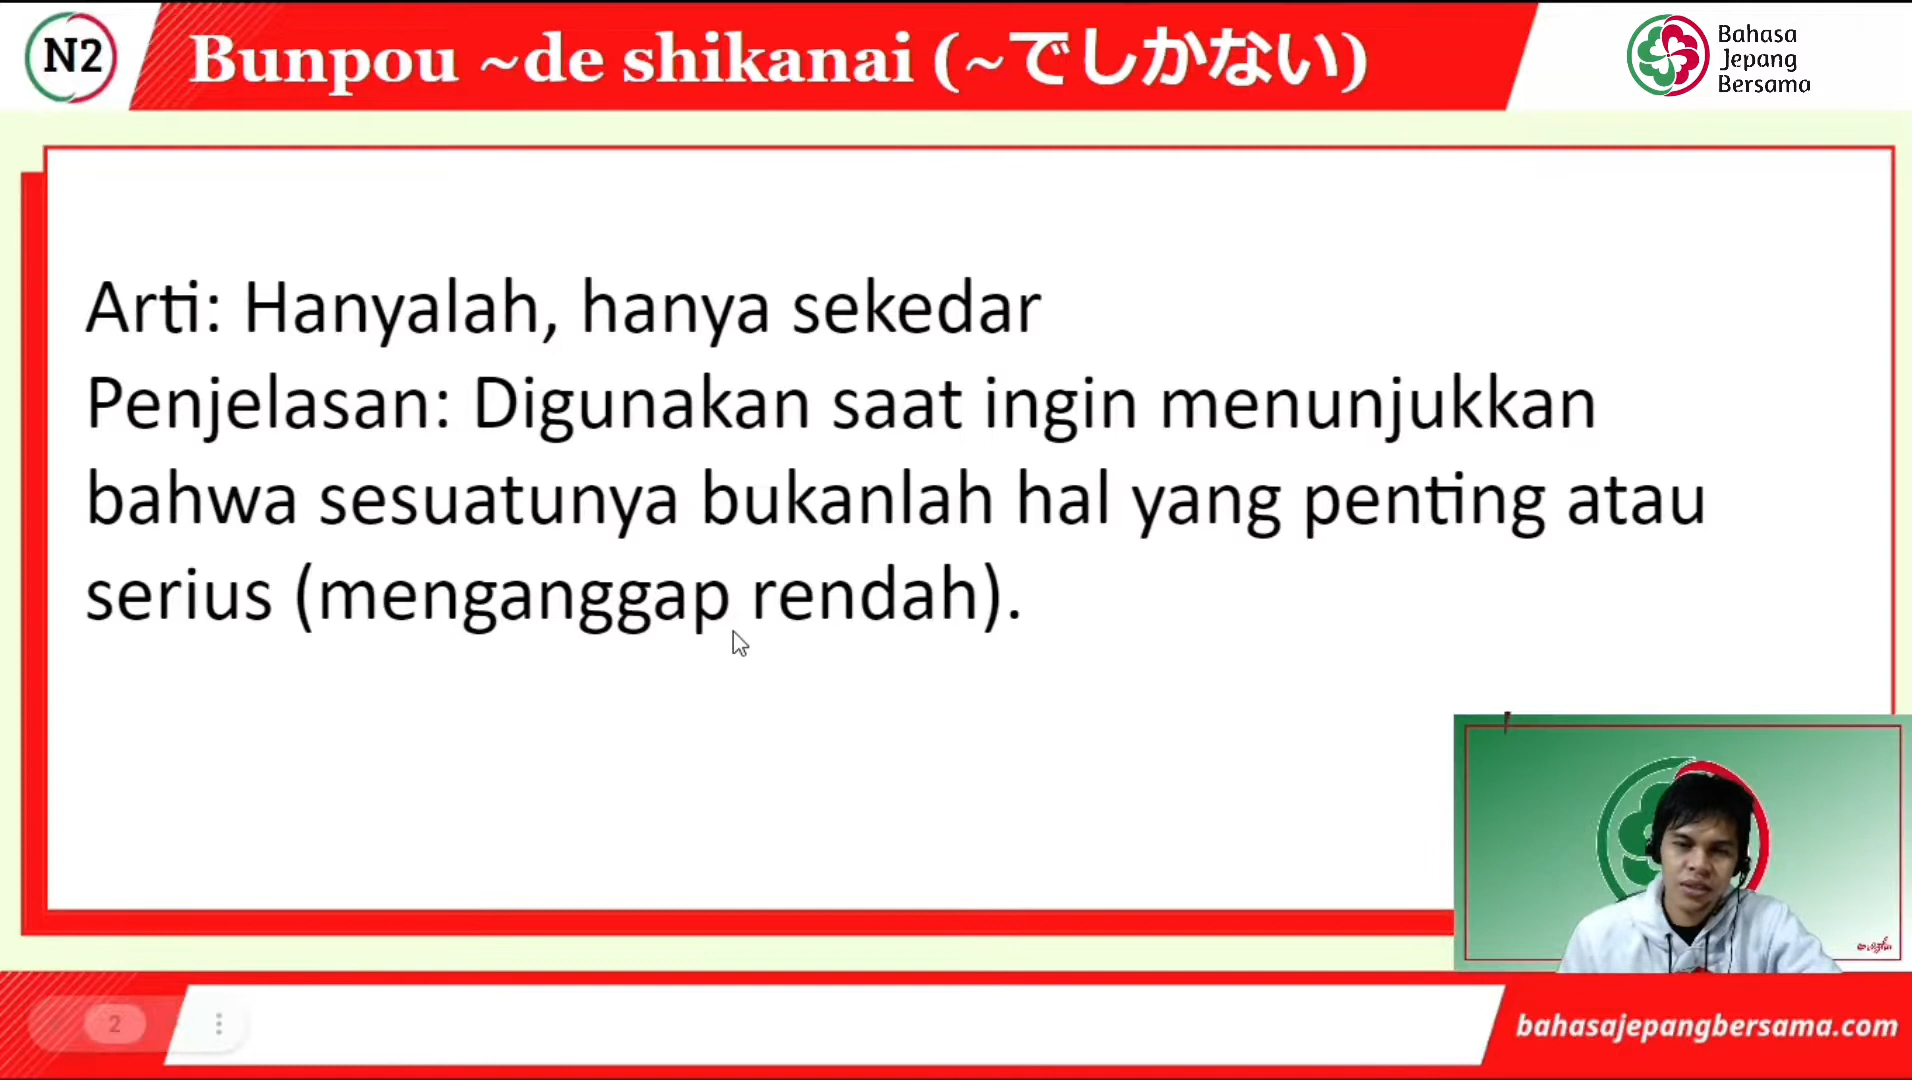 N2
Bunpou ~de shikanai (~でしかない)
Bahasa
Jepang
Bersama
Arti: Hanyalah, hanya sekedar
Penjelasan: Digunakan saat ingin menunjukkan
bahwa sesuatunya bukanlah hal yang penting atau
serius (menganggap rendah).
2
bahasajepangbersama.com